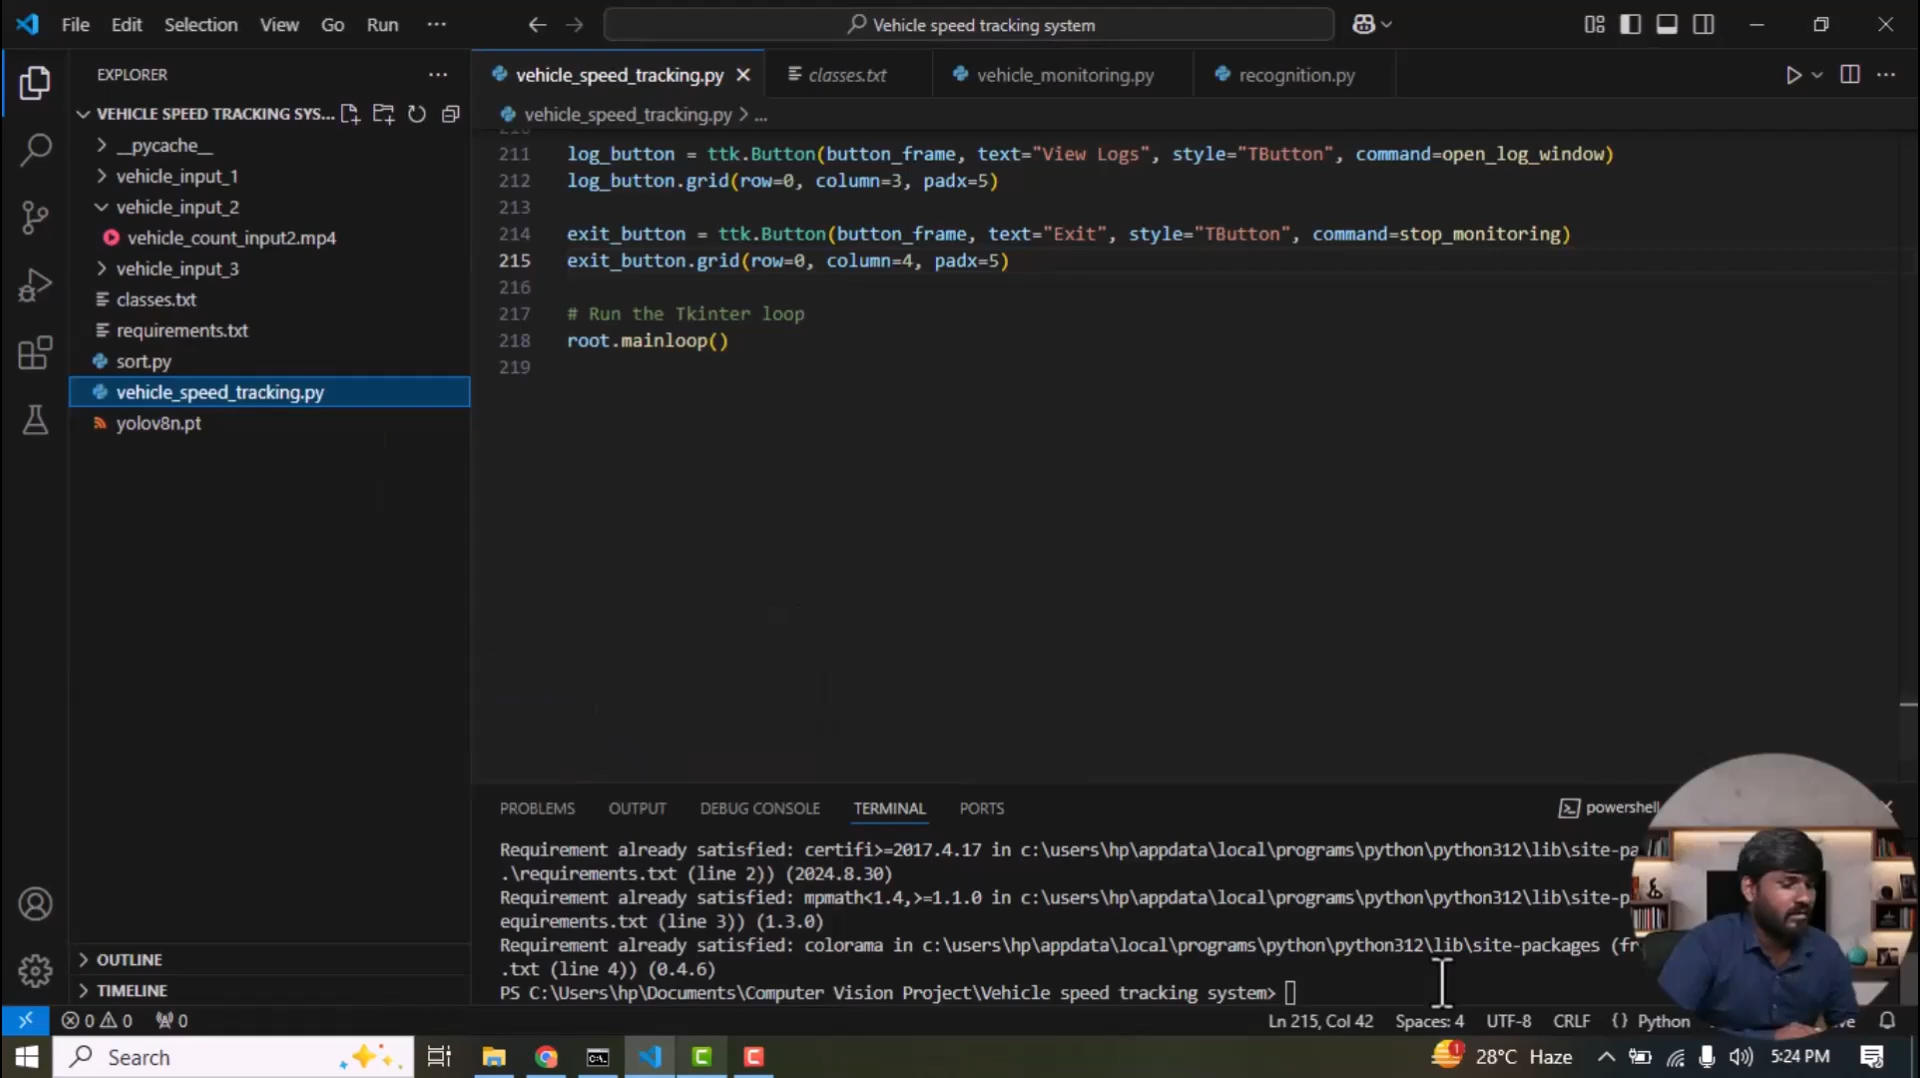 File Edit Selection View Go Run ···
Vehicle speed tracking system
EXPLORER
VEHICLE SPEED TRACKING SYS...
__pycache__
vehicle_input_1
vehicle_input_2
vehicle_count_input2.mp4
vehicle_input_3
classes.txt
requirements.txt
sort.py
vehicle_speed_tracking.py
yolov8n.pt
OUTLINE
TIMELINE
vehicle_speed_tracking.py classes.txt vehicle_monitoring.py recognition.py
vehicle_speed_tracking.py > ...
211 log_button = ttk.Button(button_frame, text="View Logs", style="TButton", command=open_log_window)
212 log_button.grid(row=0, column=3, padx=5)
213
214 exit_button = ttk.Button(button_frame, text="Exit", style="TButton", command=stop_monitoring)
215 exit_button.grid(row=0, column=4, padx=5)
216
217 # Run the Tkinter loop
218 root.mainloop()
219
PROBLEMS OUTPUT DEBUG CONSOLE TERMINAL PORTS
powershell
Requirement already satisfied: certifi>=2017.4.17 in c:\users\hp\appdata\local\programs\python\python312\lib\site-pa
.\requirements.txt (line 2)) (2024.8.30)
Requirement already satisfied: mpmath<1.4,>=1.1.0 in c:\users\hp\appdata\local\programs\python\python312\lib\site-p
equirements.txt (line 3)) (1.3.0)
Requirement already satisfied: colorama in c:\users\hp\appdata\local\programs\python\python312\lib\site-packages (fr
.txt (line 4)) (0.4.6)
PS C:\Users\hp\Documents\Computer Vision Project\Vehicle speed tracking system>
0 0 0 Ln 215, Col 42 Spaces: 4 UTF-8 CRLF {} Python
Search 1 28°C Haze 5:24 PM